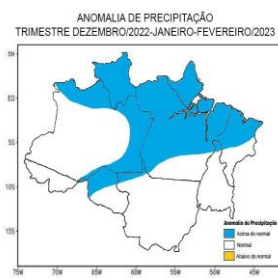 ANOMALIA DE PRECIPITAÇÃO
TRIMESTRE DEZEMBRO/2022-JANEIRO-FEVEREIRO/2023
5N
EQ
5S
10S
15S
Anomalia de Precipitação
Acima do normal
Normal
Abaixo do normal
75W 70W 65W 60W 55W 50W 45W